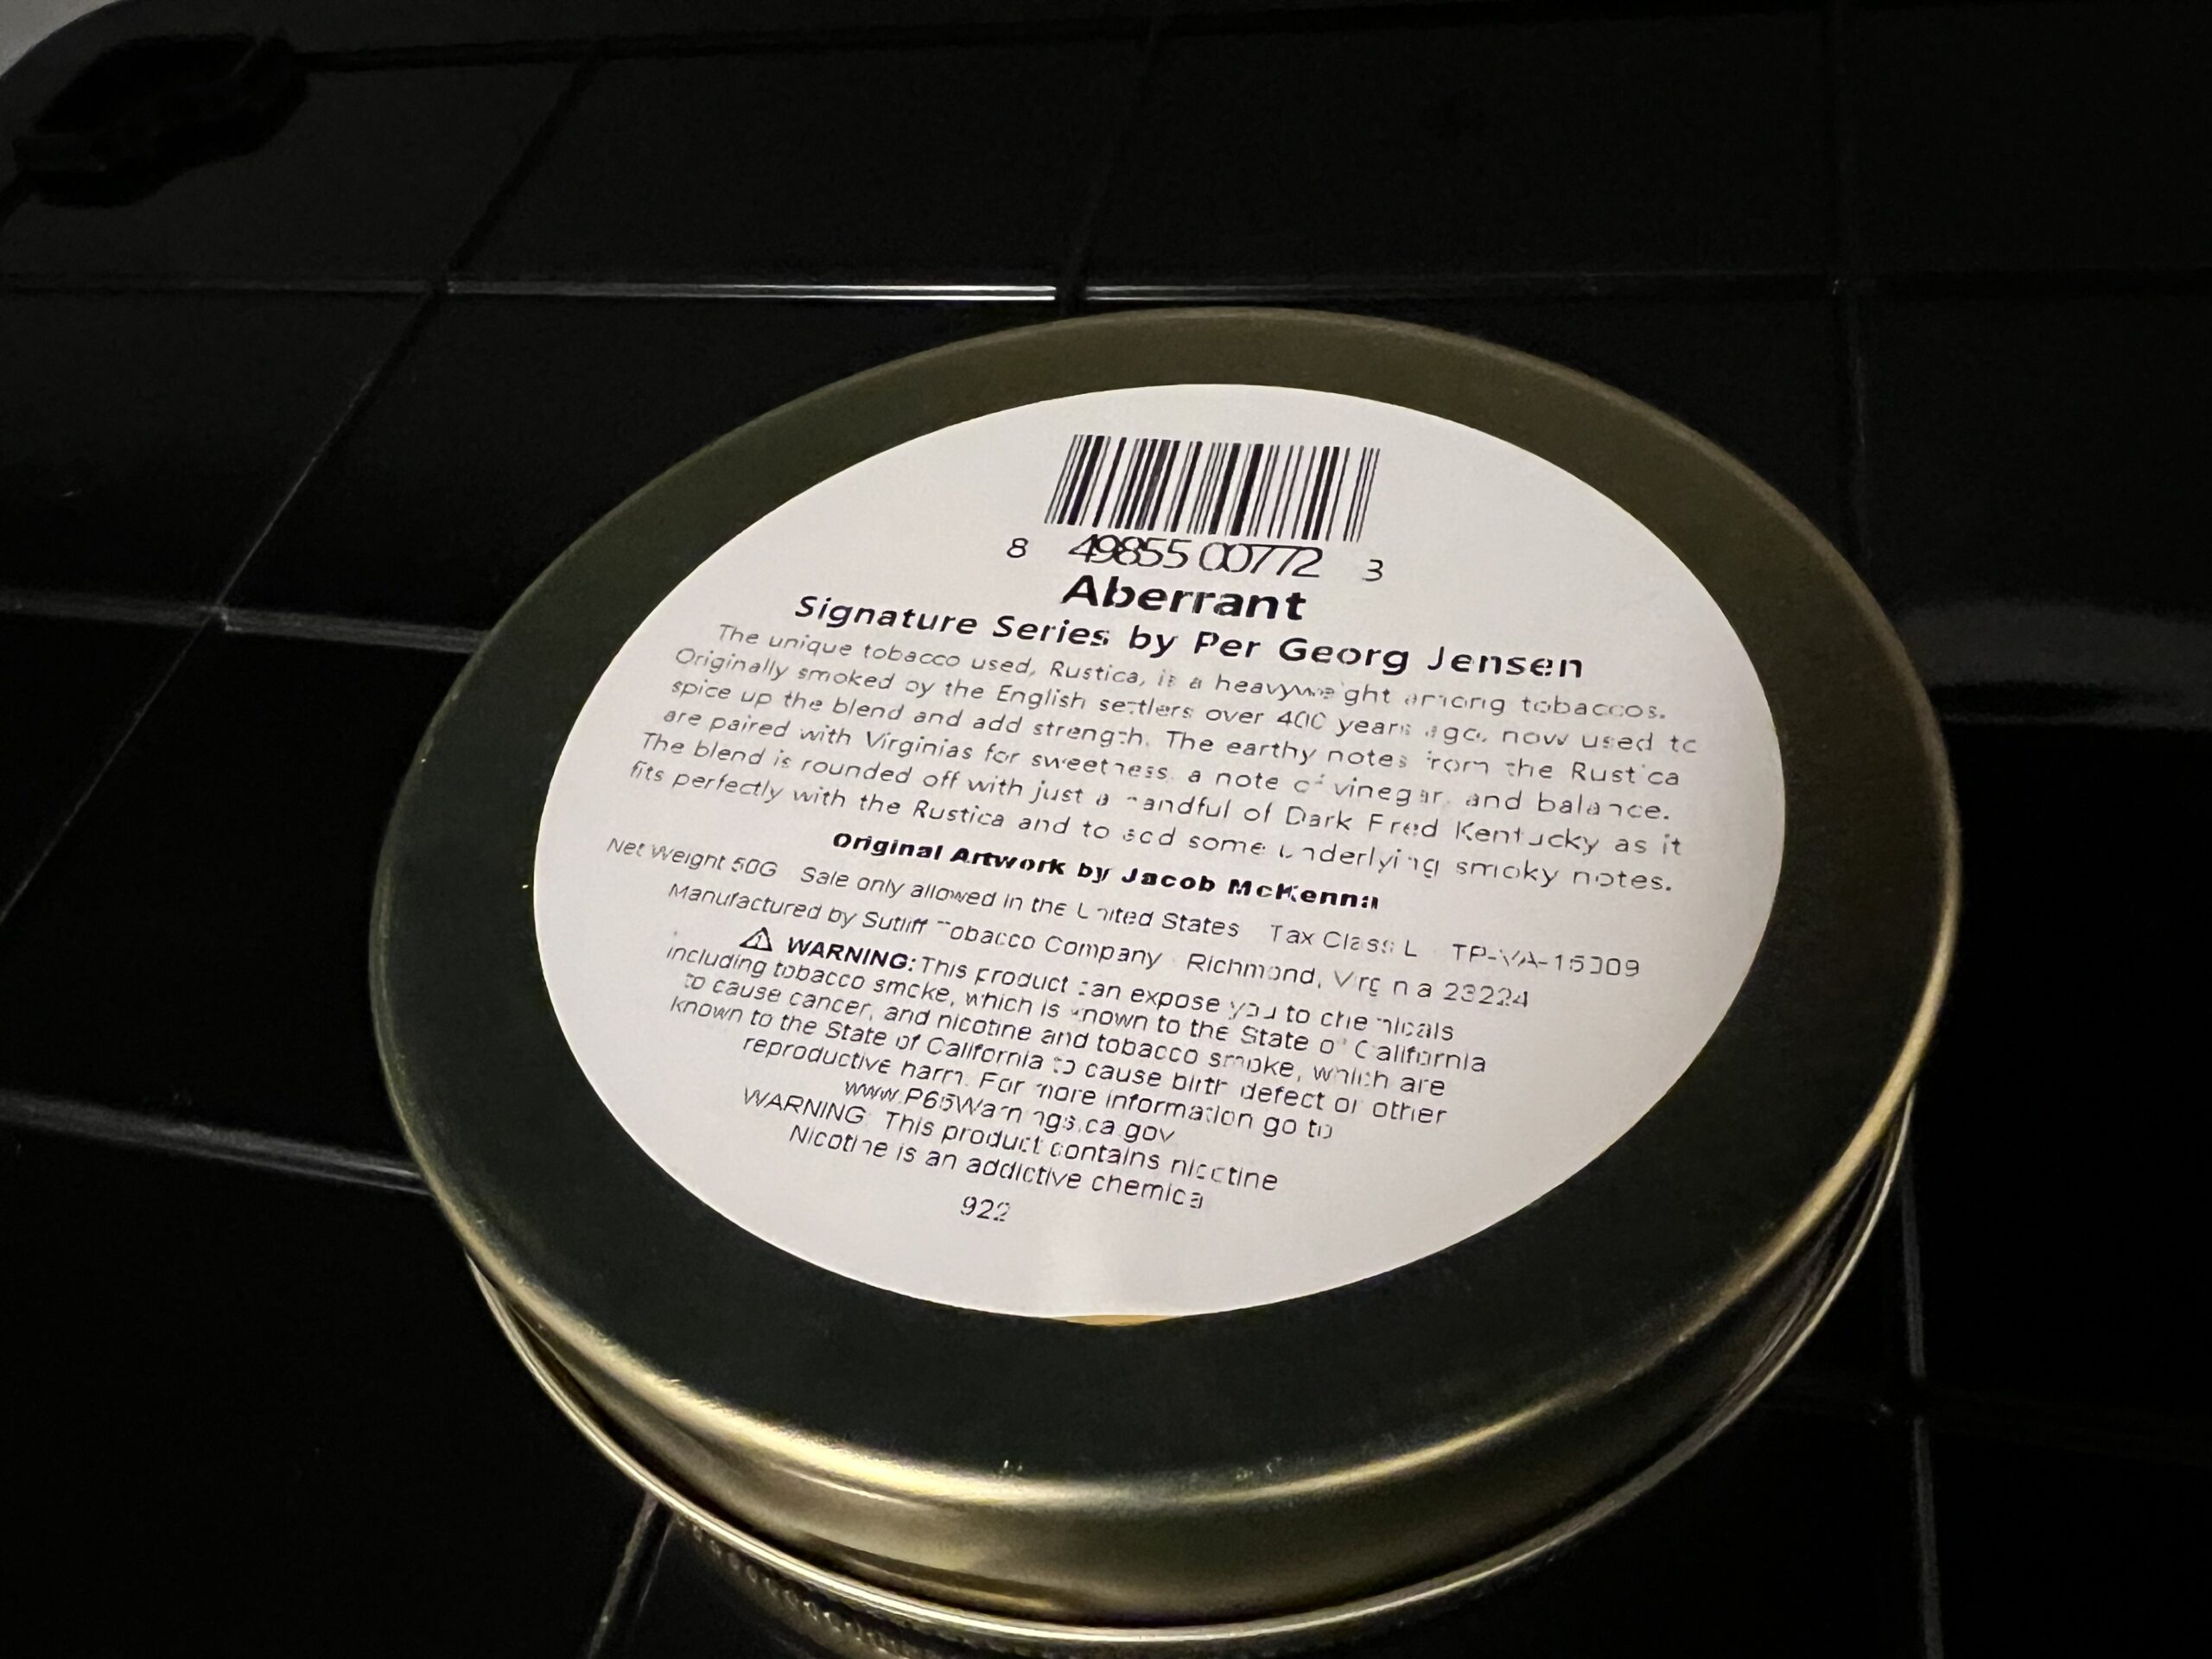 8 49855 00772 3
Aberrant
Signature Series by Per Georg Jensen
The unique tobacco used, Rustica, is a heavyweight among tobaccos.
Originally smoked by the English settlers over 400 years ago, now used to
spice up the blend and add strength. The earthy notes from the Rustica
are paired with Virginias for sweetness, a note of vinegar, and balance.
The blend is rounded off with just a handful of Dark Fired Kentucky as it
fits perfectly with the Rustica and to add some underlying smoky notes.
Original Artwork by Jacob McKenna
Net Weight 50G Sale only allowed in the United States Tax Class L TP-VA-15009
Manufactured by Sutliff Tobacco Company Richmond, Virginia 23224
⚠ WARNING: This product can expose you to chemicals
including tobacco smoke, which is known to the State of California
to cause cancer, and nicotine and tobacco smoke, which are
known to the State of California to cause birth defect or other
reproductive harm. For more information go to
www.P65Warnings.ca.gov
WARNING: This product contains nicotine
Nicotine is an addictive chemical
922